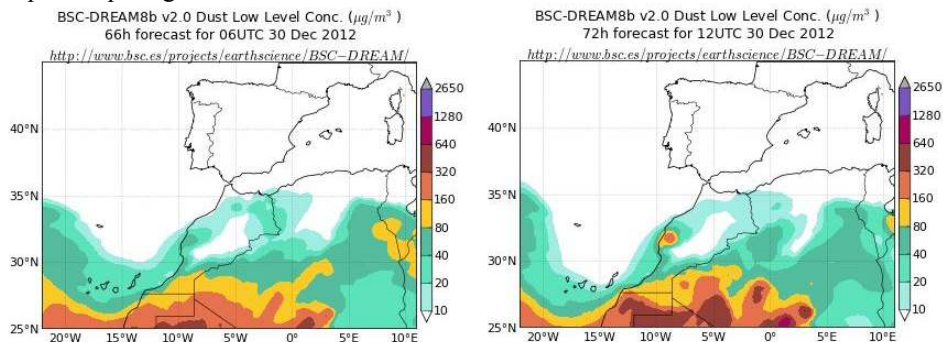 BSC-DREAM8b v2.0 Dust Low Level Conc. (μg/m³ )
66h forecast for 06UTC 30 Dec 2012
http://www.bsc.es/projects/earthscience/BSC-DREAM/
40°N
35°N
30°N
25°N
20°W 15°W 10°W 5°W 0° 5°E 10°E
2650
1280
640
320
160
80
40
20
10
BSC-DREAM8b v2.0 Dust Low Level Conc. (μg/m³ )
72h forecast for 12UTC 30 Dec 2012
http://www.bsc.es/projects/earthscience/BSC-DREAM/
40°N
35°N
30°N
25°N
20°W 15°W 10°W 5°W 0° 5°E 10°E
2650
1280
640
320
160
80
40
20
10